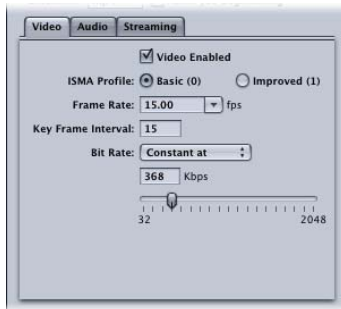 Video Audio Streaming
Video Enabled
ISMA Profile: Basic (0) Improved (1)
Frame Rate: 15.00 fps
Key Frame Interval: 15
Bit Rate: Constant at
368 Kbps
32 2048